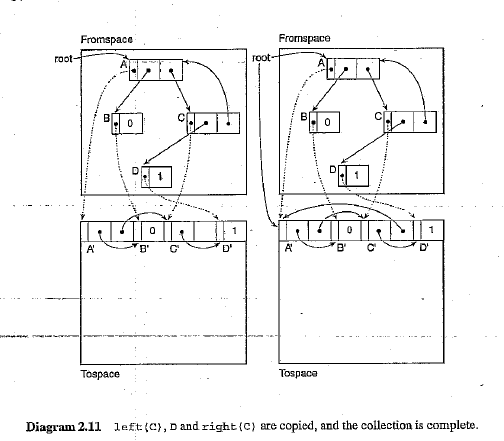 Fromspace
root
A
B
0
C
D
1
A'
B'
0
C'
D'
1
Tospace
Fromspace
root
A
B
0
C
D
1
A'
B'
0
C'
D'
1
Tospace
Diagram 2.11 left(C), D and right(C) are copied, and the collection is complete.